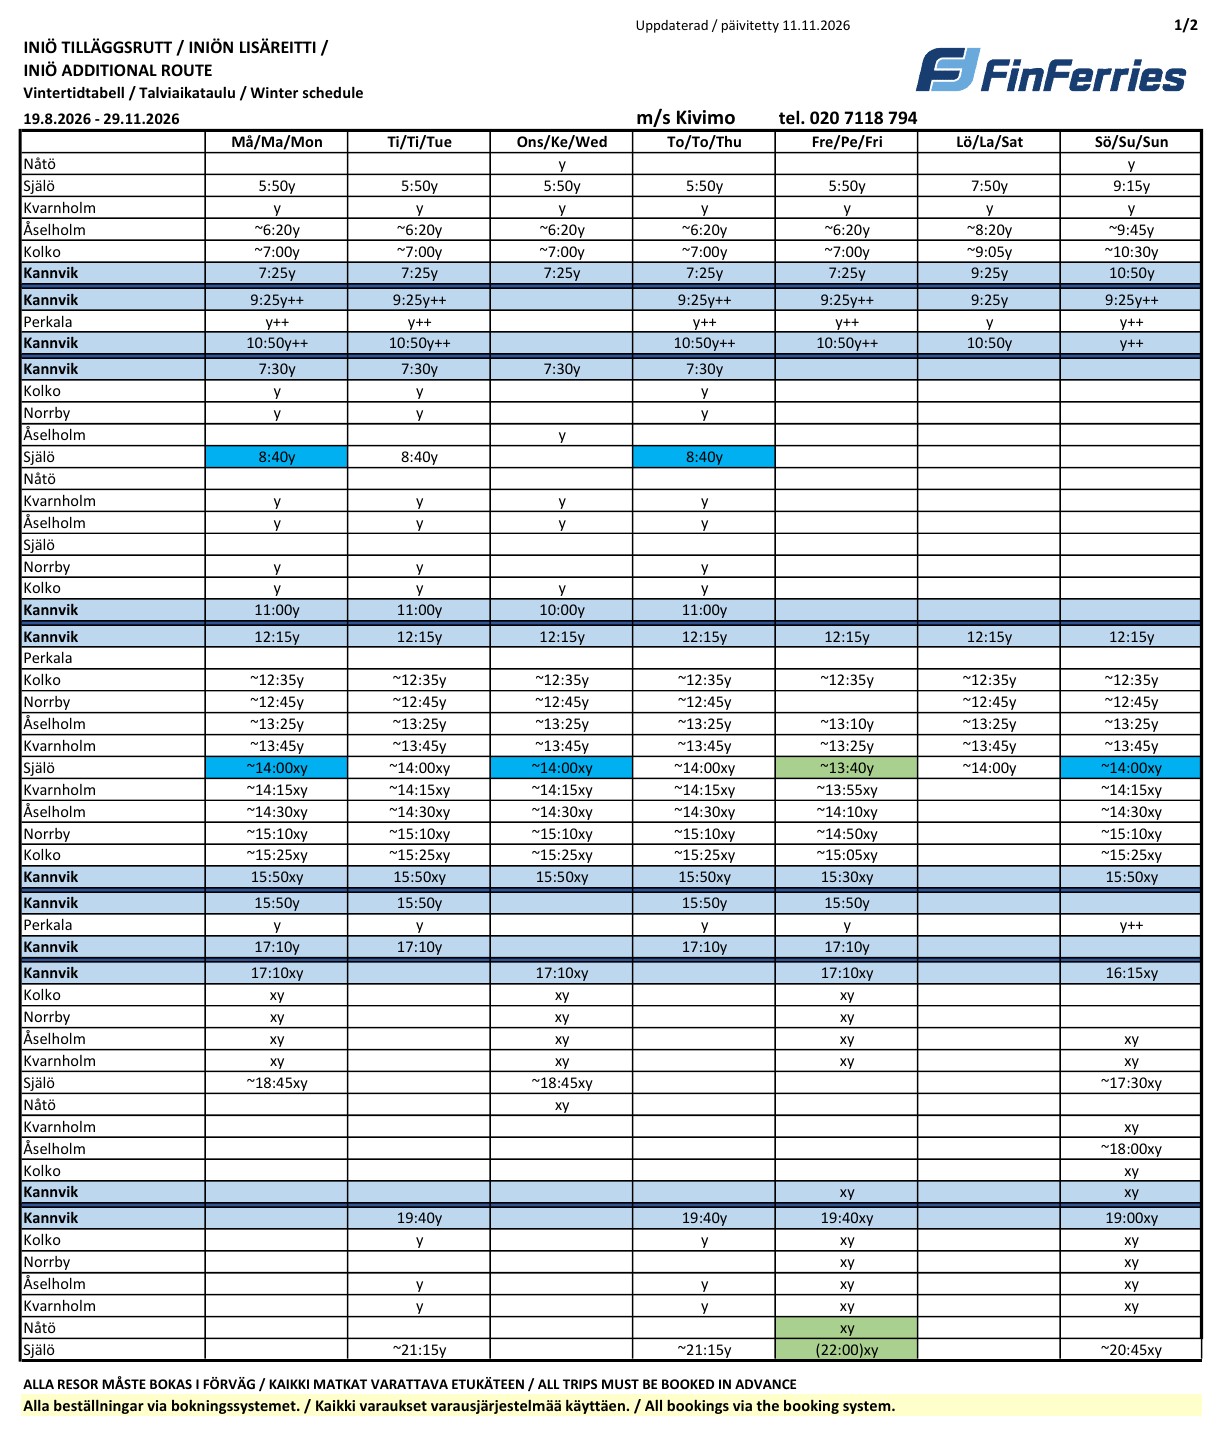 Uppdaterad / päivitetty 11.11.2026 1/2
INIÖ TILLÄGGSRUTT / INIÖN LISÄREITTI /
INIÖ ADDITIONAL ROUTE
FinFerries
Vintertidtabell / Talviaikataulu / Winter schedule
19.8.2026 - 29.11.2026 m/s Kivimo tel. 020 7118 794
Må/Ma/Mon Ti/Ti/Tue Ons/Ke/Wed To/To/Thu Fre/Pe/Fri Lö/La/Sat Sö/Su/Sun
Nåtö y y
Själö 5:50y 5:50y 5:50y 5:50y 5:50y 7:50y 9:15y
Kvarnholm y y y y y y y
Åselholm ~6:20y ~6:20y ~6:20y ~6:20y ~6:20y ~8:20y ~9:45y
Kolko ~7:00y ~7:00y ~7:00y ~7:00y ~7:00y ~9:05y ~10:30y
Kannvik 7:25y 7:25y 7:25y 7:25y 7:25y 9:25y 10:50y
Kannvik 9:25y++ 9:25y++ 9:25y++ 9:25y++ 9:25y 9:25y++
Perkala y++ y++ y++ y++ y y++
Kannvik 10:50y++ 10:50y++ 10:50y++ 10:50y++ 10:50y y++
Kannvik 7:30y 7:30y 7:30y 7:30y
Kolko y y y
Norrby y y y
Åselholm y
Själö 8:40y 8:40y 8:40y
Nåtö
Kvarnholm y y y y
Åselholm y y y y
Själö
Norrby y y y
Kolko y y y y
Kannvik 11:00y 11:00y 10:00y 11:00y
Kannvik 12:15y 12:15y 12:15y 12:15y 12:15y 12:15y 12:15y
Perkala
Kolko ~12:35y ~12:35y ~12:35y ~12:35y ~12:35y ~12:35y ~12:35y
Norrby ~12:45y ~12:45y ~12:45y ~12:45y ~12:45y ~12:45y
Åselholm ~13:25y ~13:25y ~13:25y ~13:25y ~13:10y ~13:25y ~13:25y
Kvarnholm ~13:45y ~13:45y ~13:45y ~13:45y ~13:25y ~13:45y ~13:45y
Själö ~14:00xy ~14:00xy ~14:00xy ~14:00xy ~13:40y ~14:00y ~14:00xy
Kvarnholm ~14:15xy ~14:15xy ~14:15xy ~14:15xy ~13:55xy ~14:15xy
Åselholm ~14:30xy ~14:30xy ~14:30xy ~14:30xy ~14:10xy ~14:30xy
Norrby ~15:10xy ~15:10xy ~15:10xy ~15:10xy ~14:50xy ~15:10xy
Kolko ~15:25xy ~15:25xy ~15:25xy ~15:25xy ~15:05xy ~15:25xy
Kannvik 15:50xy 15:50xy 15:50xy 15:50xy 15:30xy 15:50xy
Kannvik 15:50y 15:50y 15:50y 15:50y
Perkala y y y y y++
Kannvik 17:10y 17:10y 17:10y 17:10y
Kannvik 17:10xy 17:10xy 17:10xy 16:15xy
Kolko xy xy xy
Norrby xy xy xy
Åselholm xy xy xy xy
Kvarnholm xy xy xy xy
Själö ~18:45xy ~18:45xy ~17:30xy
Nåtö xy
Kvarnholm xy
Åselholm ~18:00xy
Kolko xy
Kannvik xy xy
Kannvik 19:40y 19:40y 19:40xy 19:00xy
Kolko y y xy xy
Norrby xy xy
Åselholm y y xy xy
Kvarnholm y y xy xy
Nåtö xy
Själö ~21:15y ~21:15y (22:00)xy ~20:45xy
ALLA RESOR MÅSTE BOKAS I FÖRVÄG / KAIKKI MATKAT VARATTAVA ETUKÄTEEN / ALL TRIPS MUST BE BOOKED IN ADVANCE
Alla beställningar via bokningssystemet. / Kaikki varaukset varausjärjestelmää käyttäen. / All bookings via the booking system.